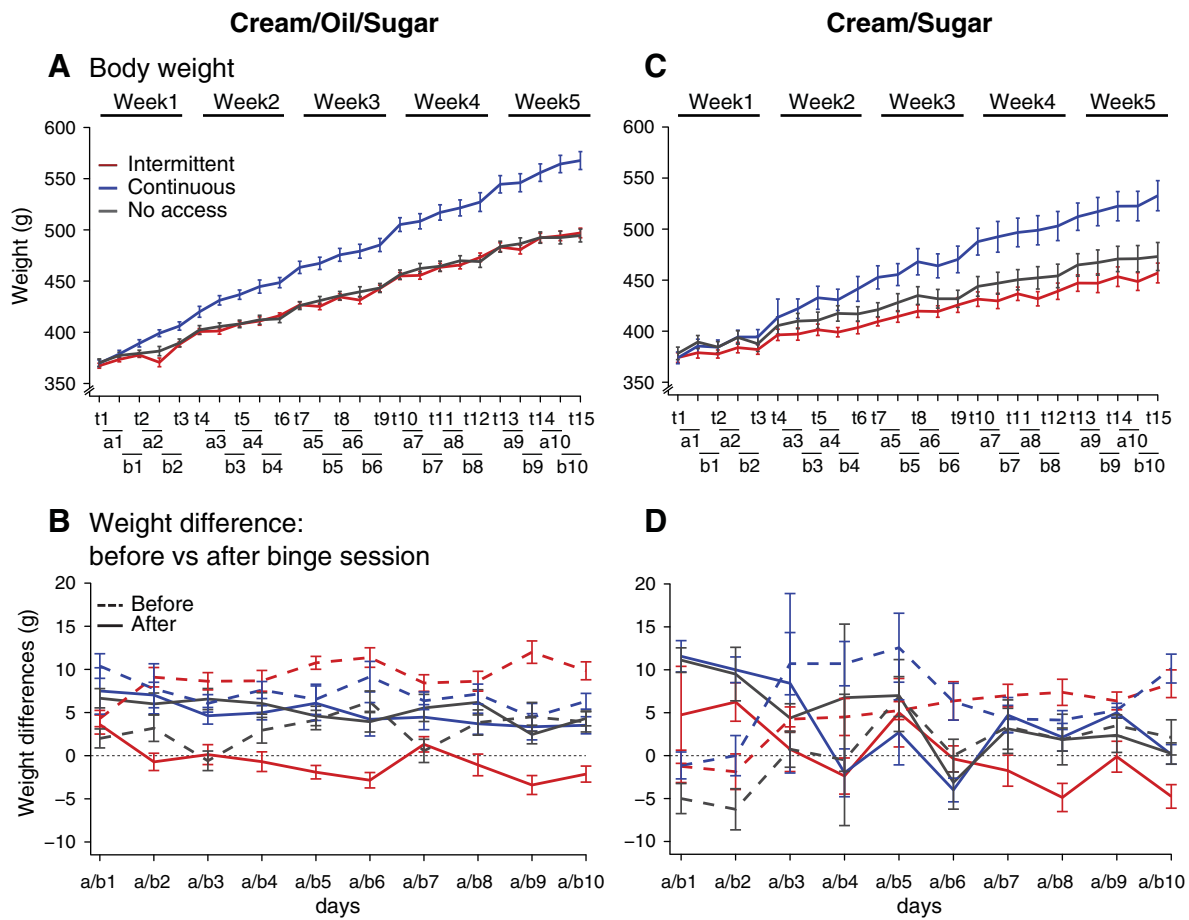 Cream/Oil/Sugar
A Body weight
Week1 Week2 Week3 Week4 Week5
600
550
500
450
400
350
Weight (g)
Intermittent
Continuous
No access
t1 t2 t3 t4 t5 t6 t7 t8 t9 t10 t11 t12 t13 t14 t15
a1 a2 a3 a4 a5 a6 a7 a8 a9 a10
b1 b2 b3 b4 b5 b6 b7 b8 b9 b10
Cream/Sugar
C
Week1 Week2 Week3 Week4 Week5
600
550
500
450
400
350
t1 t2 t3 t4 t5 t6 t7 t8 t9 t10 t11 t12 t13 t14 t15
a1 a2 a3 a4 a5 a6 a7 a8 a9 a10
b1 b2 b3 b4 b5 b6 b7 b8 b9 b10
B Weight difference:
before vs after binge session
20
15
10
5
0
−5
−10
Weight differences (g)
Before
After
a/b1 a/b2 a/b3 a/b4 a/b5 a/b6 a/b7 a/b8 a/b9 a/b10
days
D
20
15
10
5
0
−5
−10
a/b1 a/b2 a/b3 a/b4 a/b5 a/b6 a/b7 a/b8 a/b9 a/b10
days